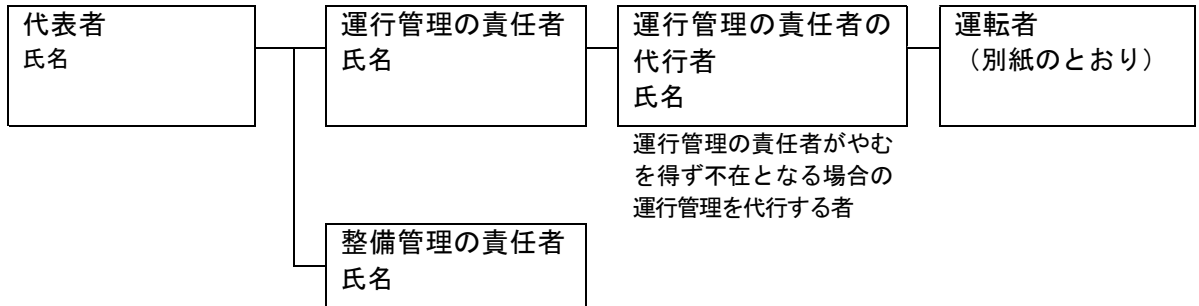 代表者
氏名
運行管理の責任者
氏名
運行管理の責任者の
代行者
氏名
運転者
（別紙のとおり）
運行管理の責任者がやむ
を得ず不在となる場合の
運行管理を代行する者
整備管理の責任者
氏名